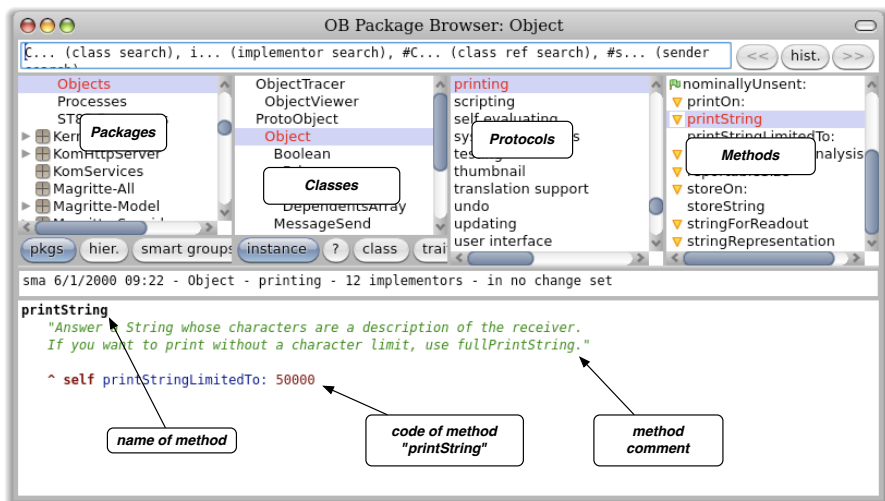 OB Package Browser: Object
C... (class search), i... (implementor search), #C... (class ref search), #s... (sender
<< hist. >>
Objects
Processes
Packages
KomHttpServer
KomServices
Magritte-All
Magritte-Model
pkgs hier. smart groups
ObjectTracer
ObjectViewer
ProtoObject
Object
Boolean
Classes
DependentsArray
MessageSend
instance ? class trai
printing
scripting
self evaluating
Protocols
thumbnail
translation support
undo
updating
user interface
nominallyUnsent:
printOn:
printString
printStringLimitedTo:
Methods
storeOn:
storeString
stringForReadout
stringRepresentation
sma 6/1/2000 09:22 - Object - printing - 12 implementors - in no change set
printString
"Answer a String whose characters are a description of the receiver.
If you want to print without a character limit, use fullPrintString."
^ self printStringLimitedTo: 50000
name of method
code of method
"printString"
method
comment